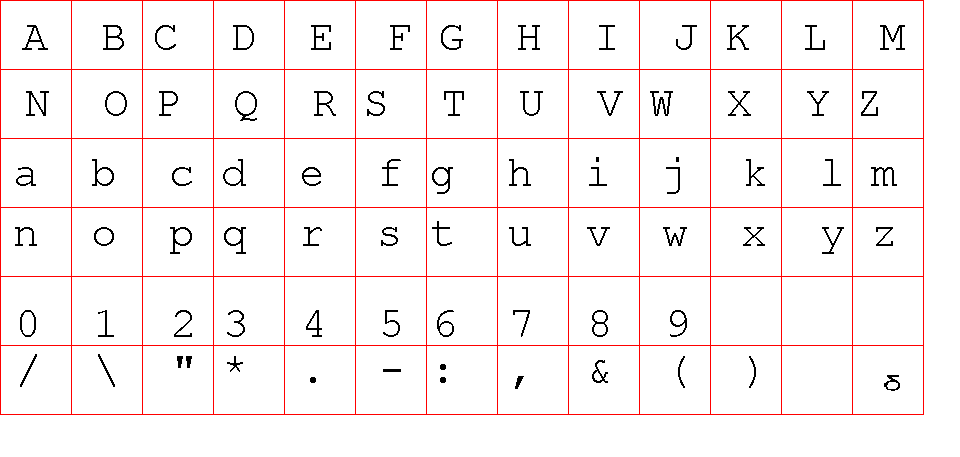 A B C D E F G H I J K L M
N O P Q R S T U V W X Y Z
a b c d e f g h i j k l m
n o p q r s t u v w x y z
0 1 2 3 4 5 6 7 8 9
/ \ " * . - : , & ( ) δ